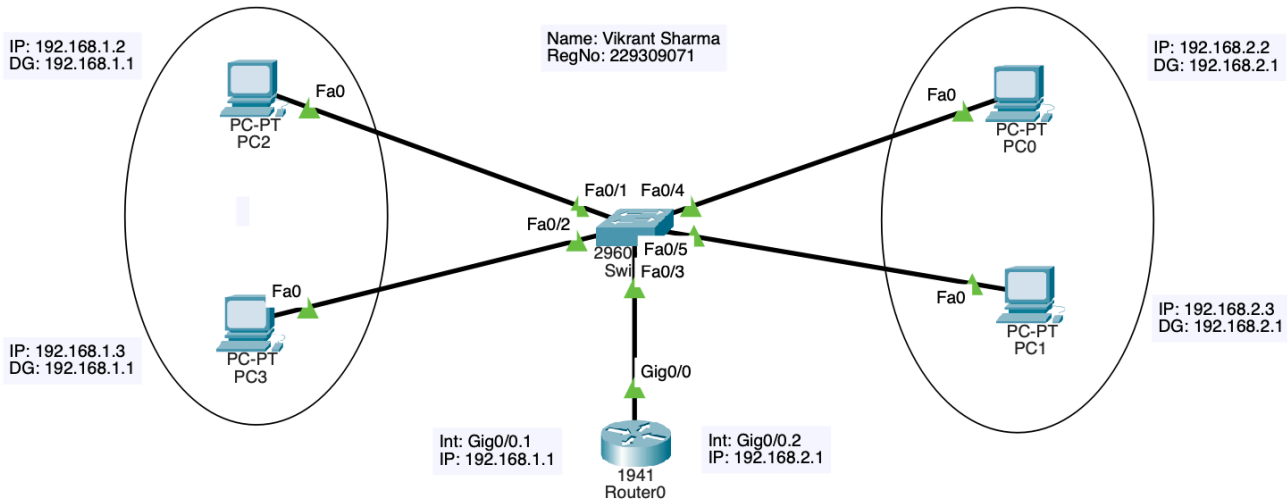 IP: 192.168.1.2
DG: 192.168.1.1
Name: Vikrant Sharma
RegNo: 229309071
IP: 192.168.2.2
DG: 192.168.2.1
Fa0
PC-PT
PC2
Fa0
PC-PT
PC0
Fa0/1
Fa0/4
Fa0/2
Fa0/5
2960
Swi
Fa0/3
Fa0
PC-PT
PC3
Fa0
PC-PT
PC1
IP: 192.168.1.3
DG: 192.168.1.1
IP: 192.168.2.3
DG: 192.168.2.1
Gig0/0
Int: Gig0/0.1
IP: 192.168.1.1
Int: Gig0/0.2
IP: 192.168.2.1
1941
Router0